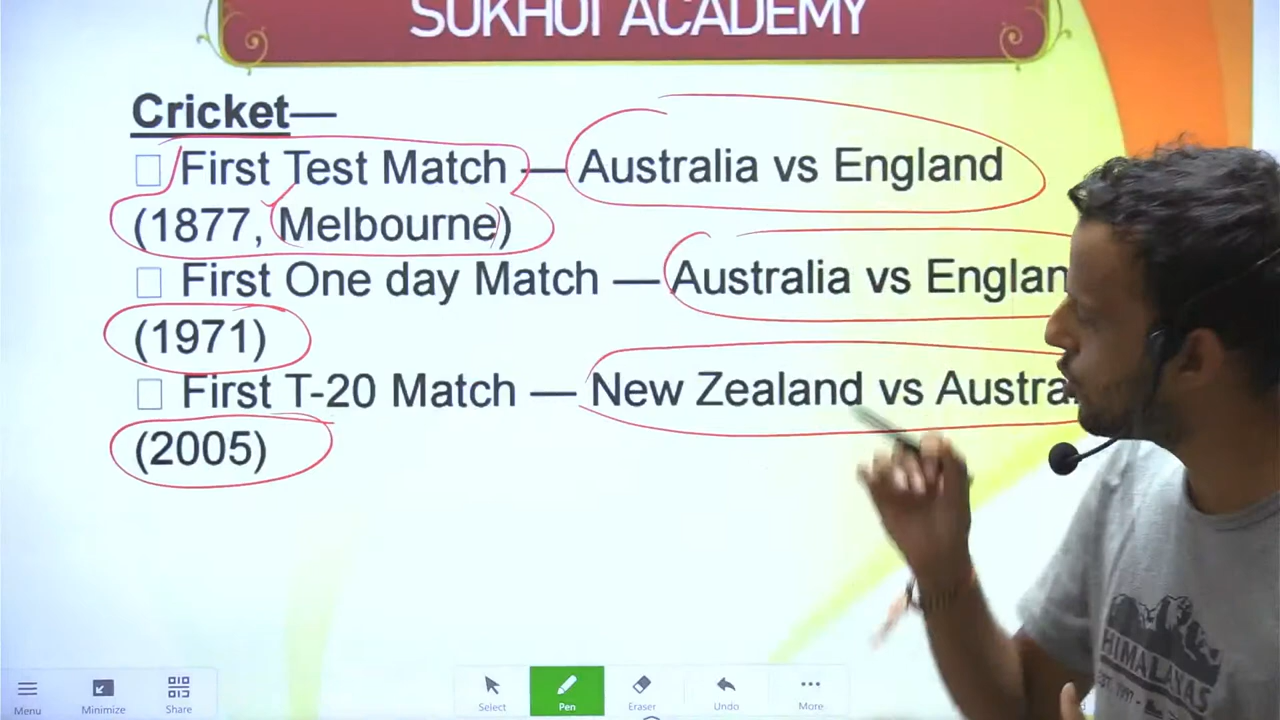 SUKHOI ACADEMY
Cricket—
First Test Match — Australia vs England
(1877, Melbourne)
First One day Match — Australia vs Englan
(1971)
First T-20 Match — New Zealand vs Austra
(2005)
HIMALAYAS
Menu Minimize Share Select Pen Eraser Undo More